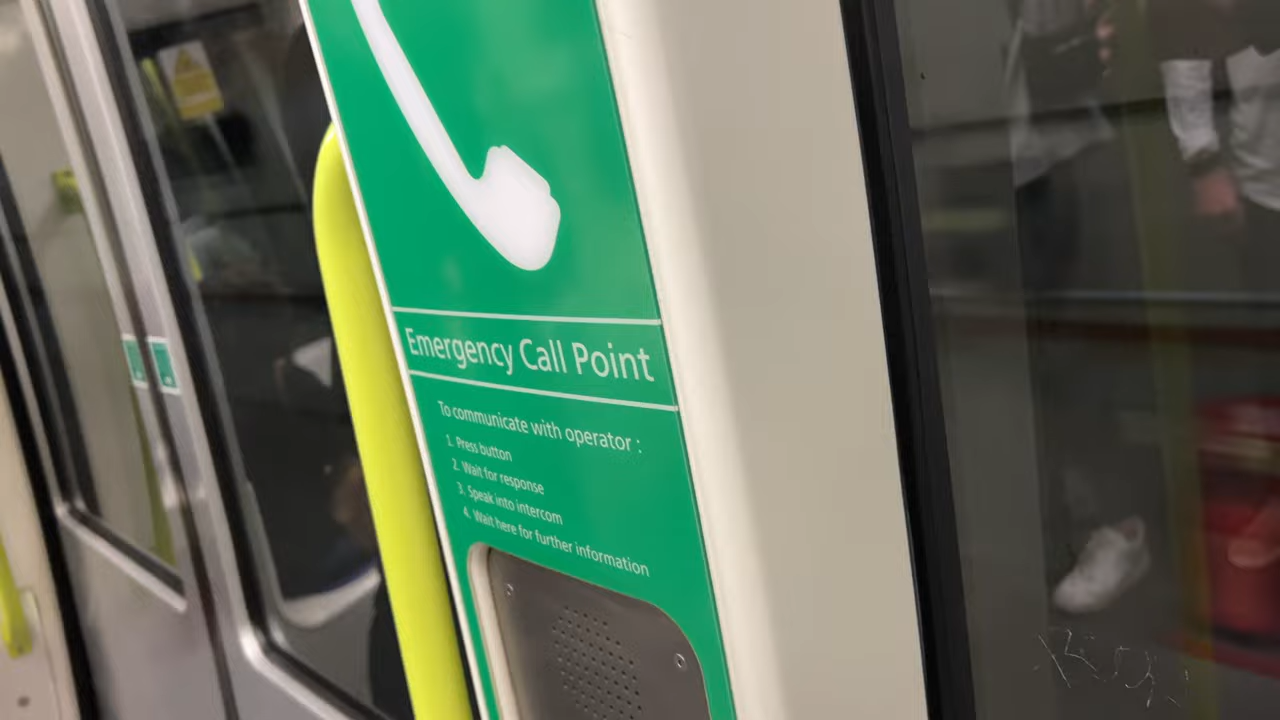 Emergency Call Point
To communicate with operator :
1. Press button
2. Wait for response
3. Speak into intercom
4. Wait here for further information